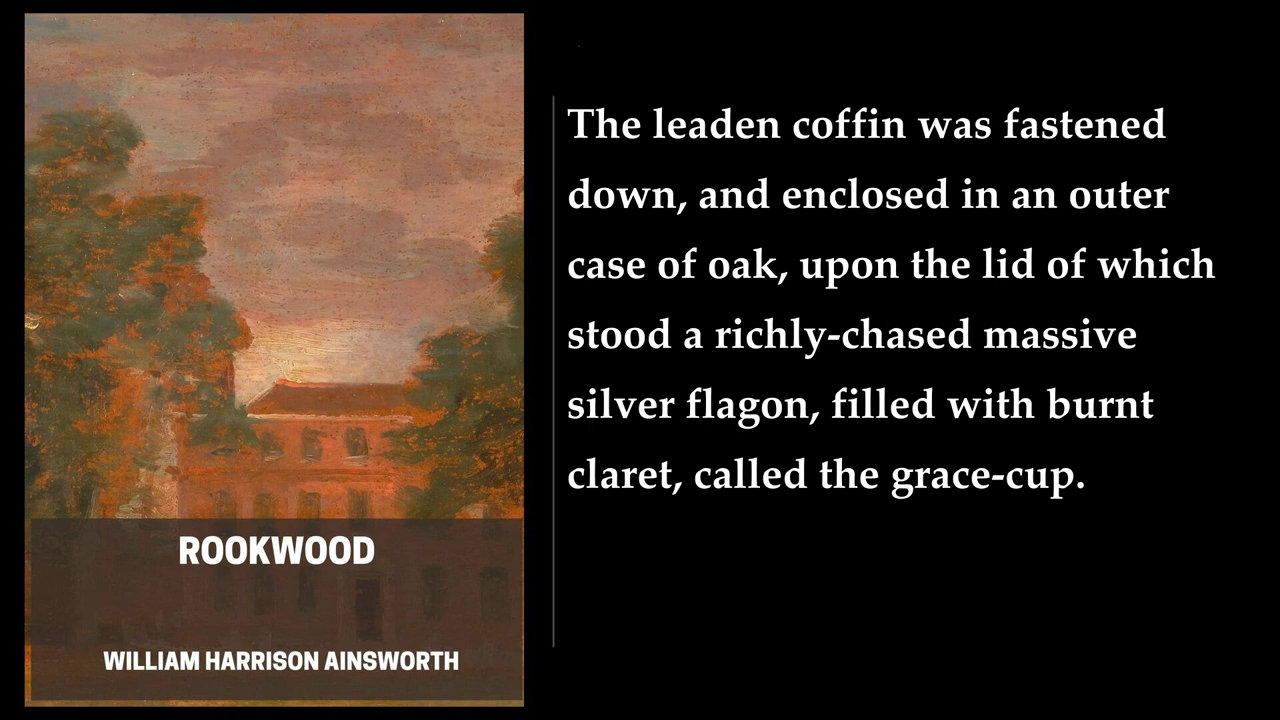 ROOKWOOD
WILLIAM HARRISON AINSWORTH
The leaden coffin was fastened
down, and enclosed in an outer
case of oak, upon the lid of which
stood a richly-chased massive
silver flagon, filled with burnt
claret, called the grace-cup.